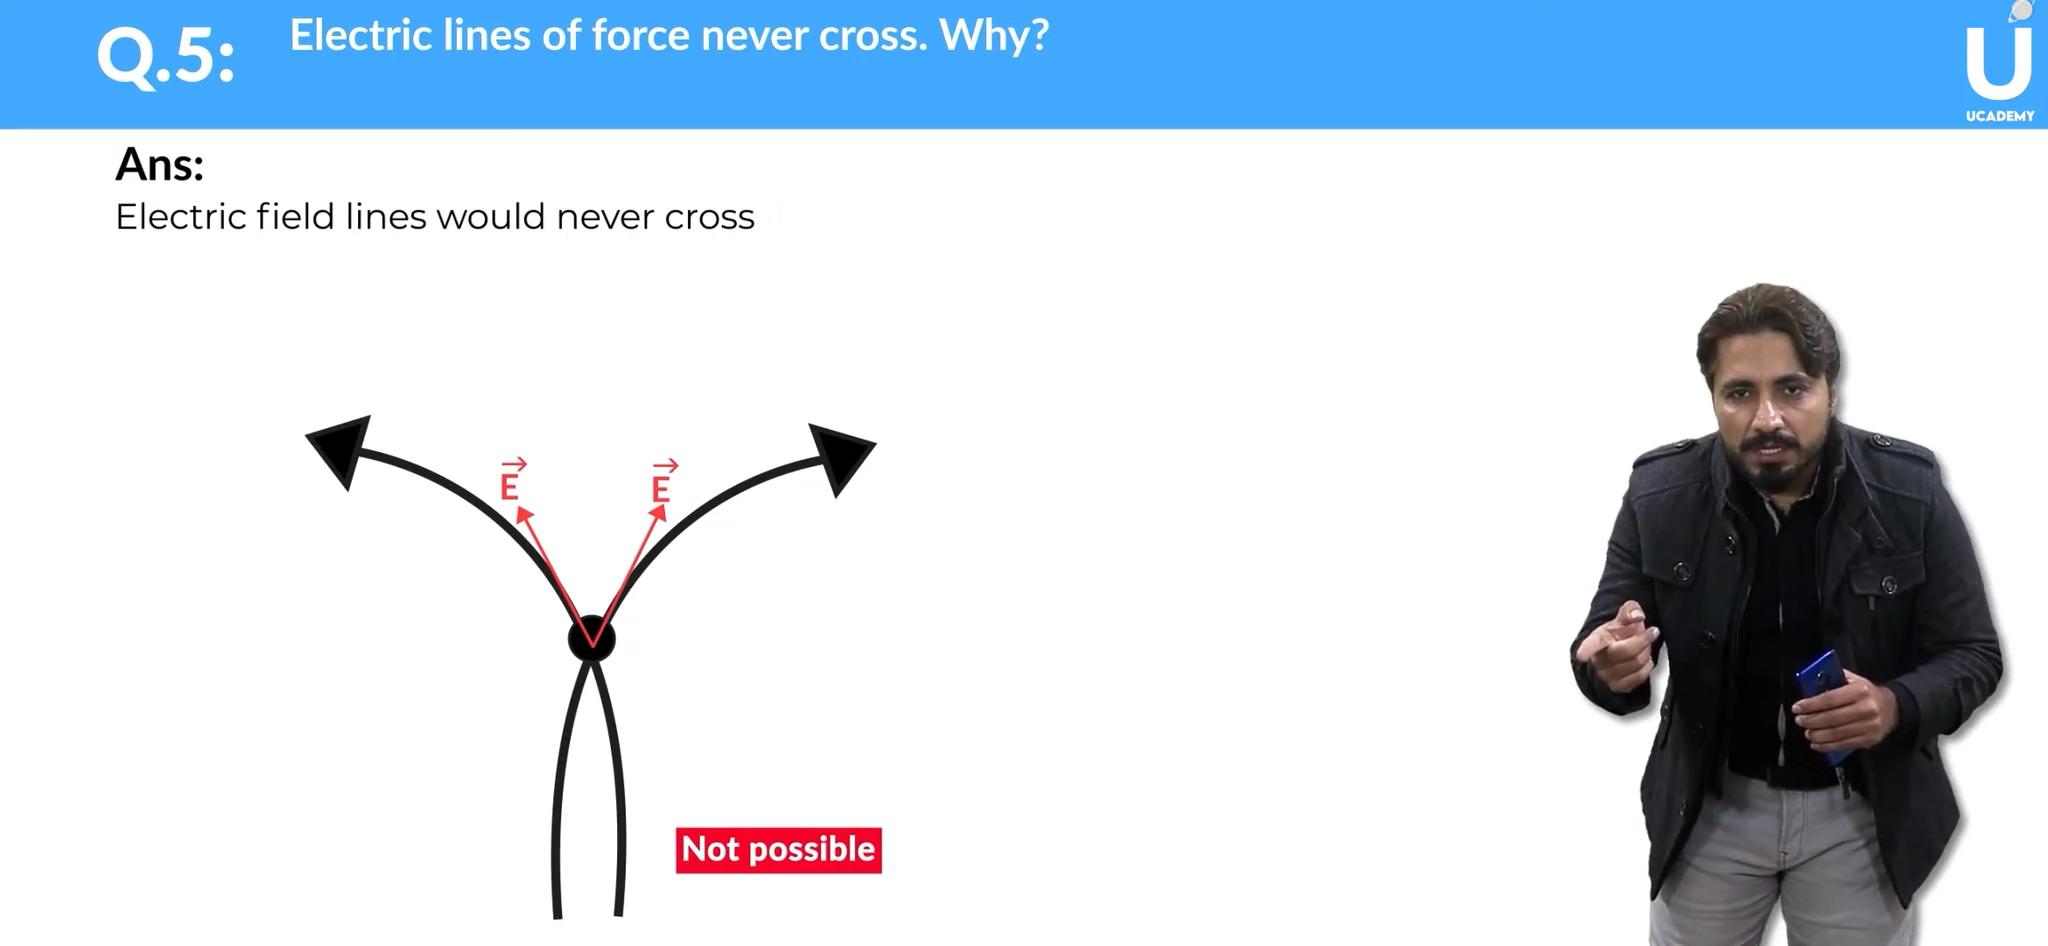 Q.5:
Electric lines of force never cross. Why?
U
UCADEMY
Ans:
Electric field lines would never cross
E
E
Not possible